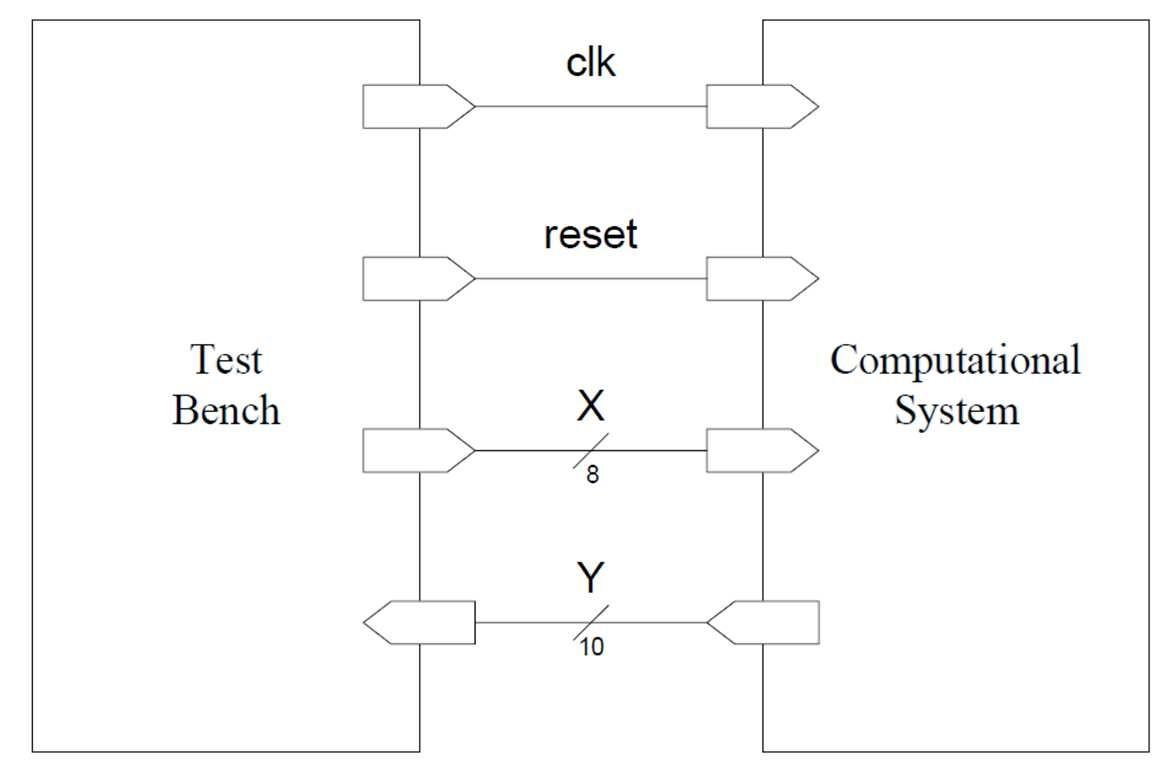 clk
reset
Test
Bench
Computational
System
X
8
Y
10